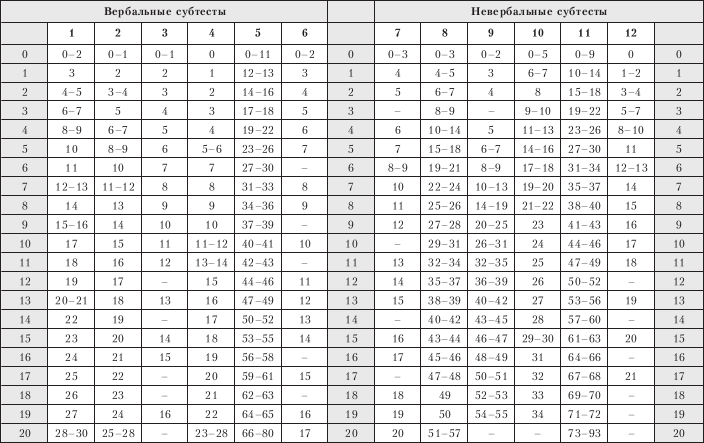 Вербальные субтесты Невербальные субтесты
1 2 3 4 5 6 7 8 9 10 11 12
0 0–2 0–1 0–1 0 0–11 0–2 0 0–3 0–3 0–2 0–5 0–9 0 0
1 3 2 2 1 12–13 3 1 4 4–5 3 6–7 10–14 1–2 1
2 4–5 3–4 3 2 14–16 4 2 5 6–7 4 8 15–18 3–4 2
3 6–7 5 4 3 17–18 5 3 – 8–9 – 9–10 19–22 5–7 3
4 8–9 6–7 5 4 19–22 6 4 6 10–14 5 11–13 23–26 8–10 4
5 10 8–9 6 5–6 23–26 7 5 7 15–18 6–7 14–16 27–30 11 5
6 11 10 7 7 27–30 – 6 8–9 19–21 8–9 17–18 31–34 12–13 6
7 12–13 11–12 8 8 31–33 8 7 10 22–24 10–13 19–20 35–37 14 7
8 14 13 9 9 34–36 9 8 11 25–26 14–19 21–22 38–40 15 8
9 15–16 14 10 10 37–39 – 9 12 27–28 20–25 23 41–43 16 9
10 17 15 11 11–12 40–41 10 10 – 29–31 26–31 24 44–46 17 10
11 18 16 12 13–14 42–43 – 11 13 32–34 32–35 25 47–49 18 11
12 19 17 – 15 44–46 11 12 14 35–37 36–39 26 50–52 – 12
13 20–21 18 13 16 47–49 12 13 15 38–39 40–42 27 53–56 19 13
14 22 19 – 17 50–52 13 14 – 40–42 43–45 28 57–60 – 14
15 23 20 14 18 53–55 14 15 16 43–44 46–47 29–30 61–63 20 15
16 24 21 15 19 56–58 – 16 17 45–46 48–49 31 64–66 – 16
17 25 22 – 20 59–61 15 17 – 47–48 50–51 32 67–68 21 17
18 26 23 – 21 62–63 – 18 18 49 52–53 33 69–70 – 18
19 27 24 16 22 64–65 16 19 19 50 54–55 34 71–72 – 19
20 28–30 25–28 – 23–28 66–80 17 20 20 51–57 – – 73–93 – 20